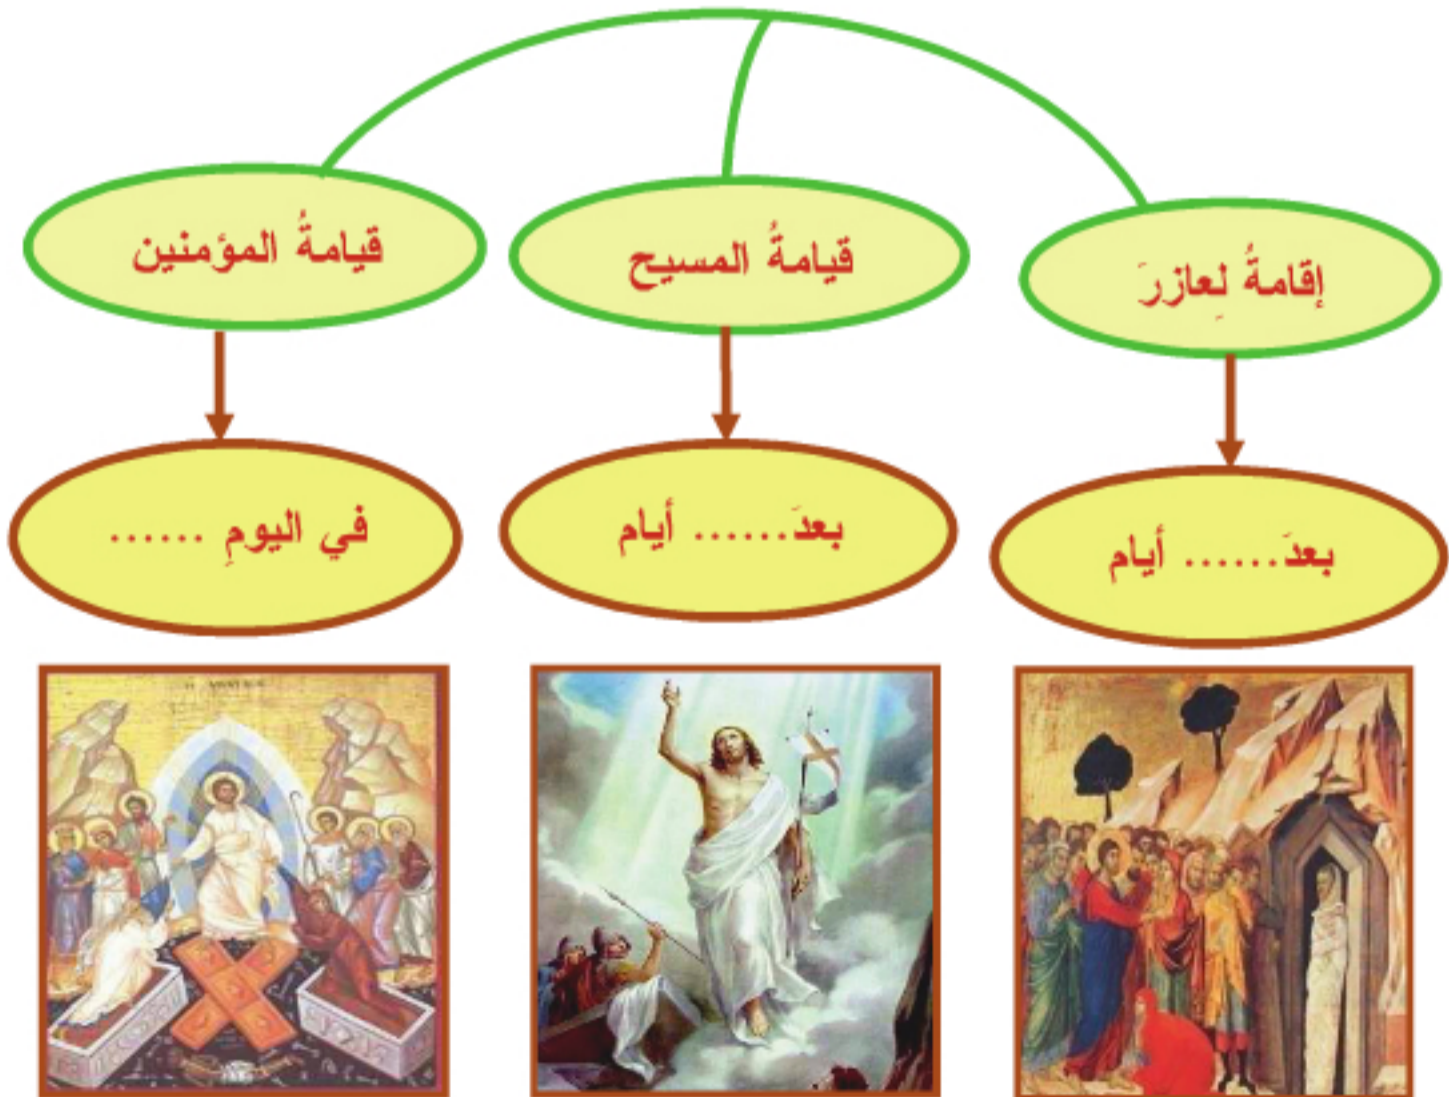 إقامةُ لِعازرَ
قيامةُ المسيح
قيامةُ المؤمنين
بعدَ...... أيام
بعدَ...... أيام
في اليومِ ......